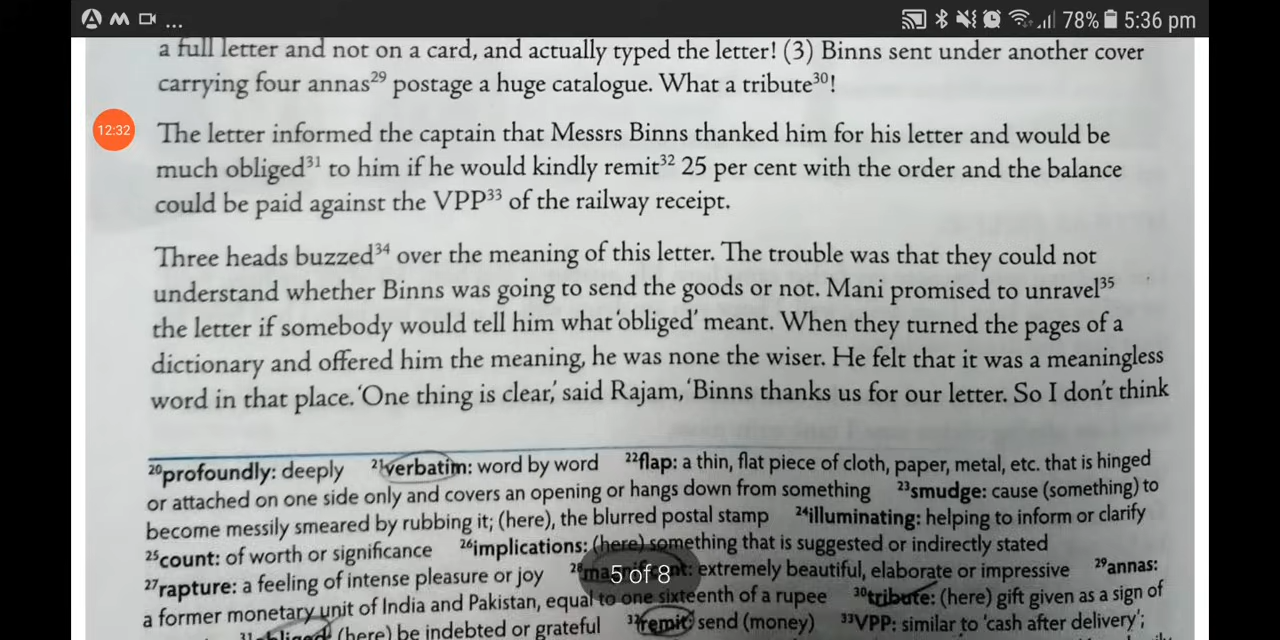 78% 5:36 pm
a full letter and not on a card, and actually typed the letter! (3) Binns sent under another cover
carrying four annas²⁹ postage a huge catalogue. What a tribute³⁰!
12:32
The letter informed the captain that Messrs Binns thanked him for his letter and would be
much obliged³¹ to him if he would kindly remit³² 25 per cent with the order and the balance
could be paid against the VPP³³ of the railway receipt.
Three heads buzzed³⁴ over the meaning of this letter. The trouble was that they could not
understand whether Binns was going to send the goods or not. Mani promised to unravel³⁵
the letter if somebody would tell him what 'obliged' meant. When they turned the pages of a
dictionary and offered him the meaning, he was none the wiser. He felt that it was a meaningless
word in that place. 'One thing is clear,' said Rajam, 'Binns thanks us for our letter. So I don't think
²⁰profoundly: deeply ²¹verbatim: word by word ²²flap: a thin, flat piece of cloth, paper, metal, etc. that is hinged
or attached on one side only and covers an opening or hangs down from something ²³smudge: cause (something) to
become messily smeared by rubbing it; (here), the blurred postal stamp ²⁴illuminating: helping to inform or clarify
²⁵count: of worth or significance ²⁶implications: (here) something that is suggested or indirectly stated
²⁷rapture: a feeling of intense pleasure or joy ²⁸magnificent: extremely beautiful, elaborate or impressive ²⁹annas:
5 of 8
a former monetary unit of India and Pakistan, equal to one sixteenth of a rupee ³⁰tribute: (here) gift given as a sign of
³¹obliged (here) be indebted or grateful ³²remit: send (money) ³³VPP: similar to 'cash after delivery';